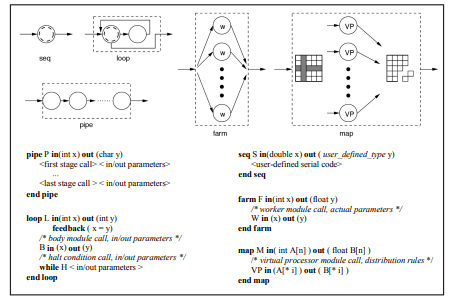 seq
loop
pipe
w
w
w
farm
VP
VP
VP
map
pipe P in(int x) out (char y)
<first stage call> < in/out parameters>
...
<last stage call > < in/out parameters>
end pipe
loop L in(int x) out (int y)
feedback ( x = y)
/* body module call, in/out parameters */
B in (x) out (y)
/* halt condition call, in/out parameters */
while H < in/out parameters >
end loop
seq S in(double x) out ( user_defined_type y)
<user-defined serial code>
end seq
farm F in(int x) out (float y)
/* worker module call, actual parameters */
W in (x) out (y)
end farm
map M in( int A[n] ) out ( float B[n] )
/* virtual processor module call, distribution rules */
VP in (A[* i] ) out ( B[* i] )
end map